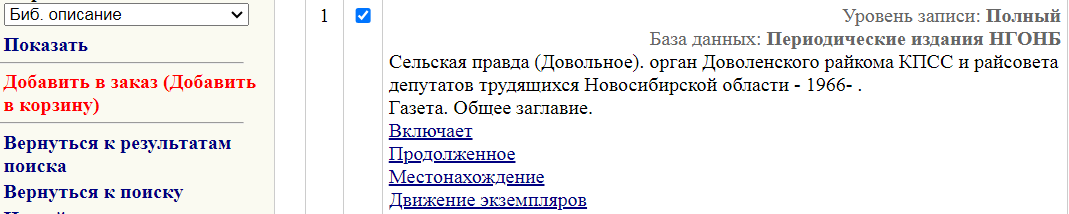 Биб. описание
Показать
Добавить в заказ (Добавить
в корзину)
Вернуться к результатам
поиска
Вернуться к поиску
1
Уровень записи: Полный
База данных: Периодические издания НГОНБ
Сельская правда (Довольное). орган Доволенского райкома КПСС и райсовета
депутатов трудящихся Новосибирской области - 1966- .
Газета. Общее заглавие.
Включает
Продолженное
Местонахождение
Движение экземпляров